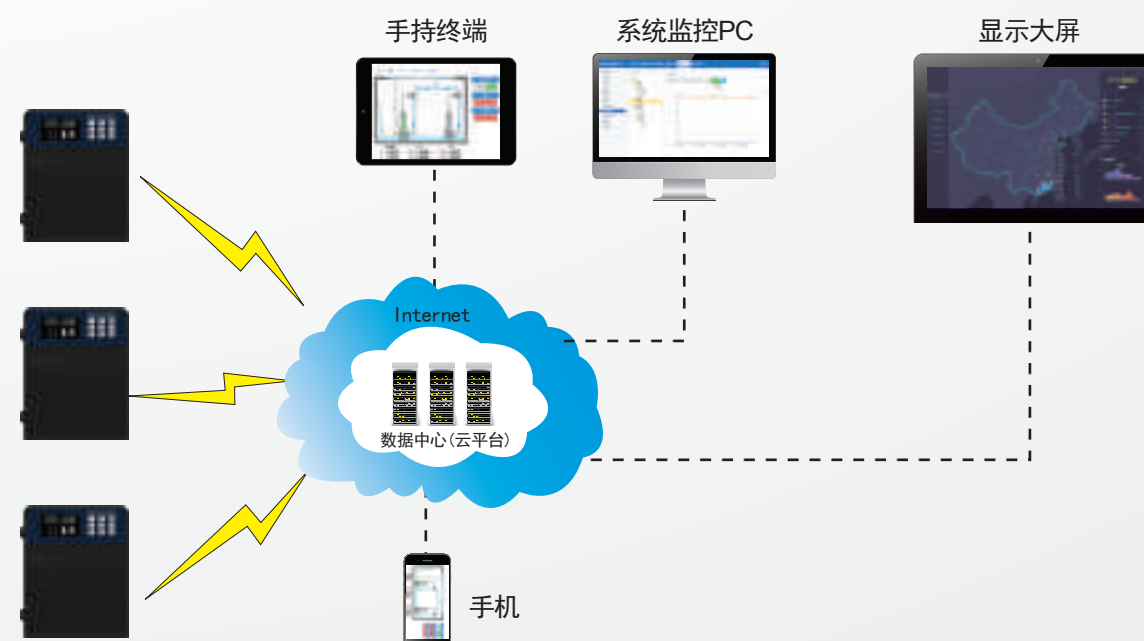 手持终端
系统监控PC
显示大屏
Internet
数据中心(云平台)
手机